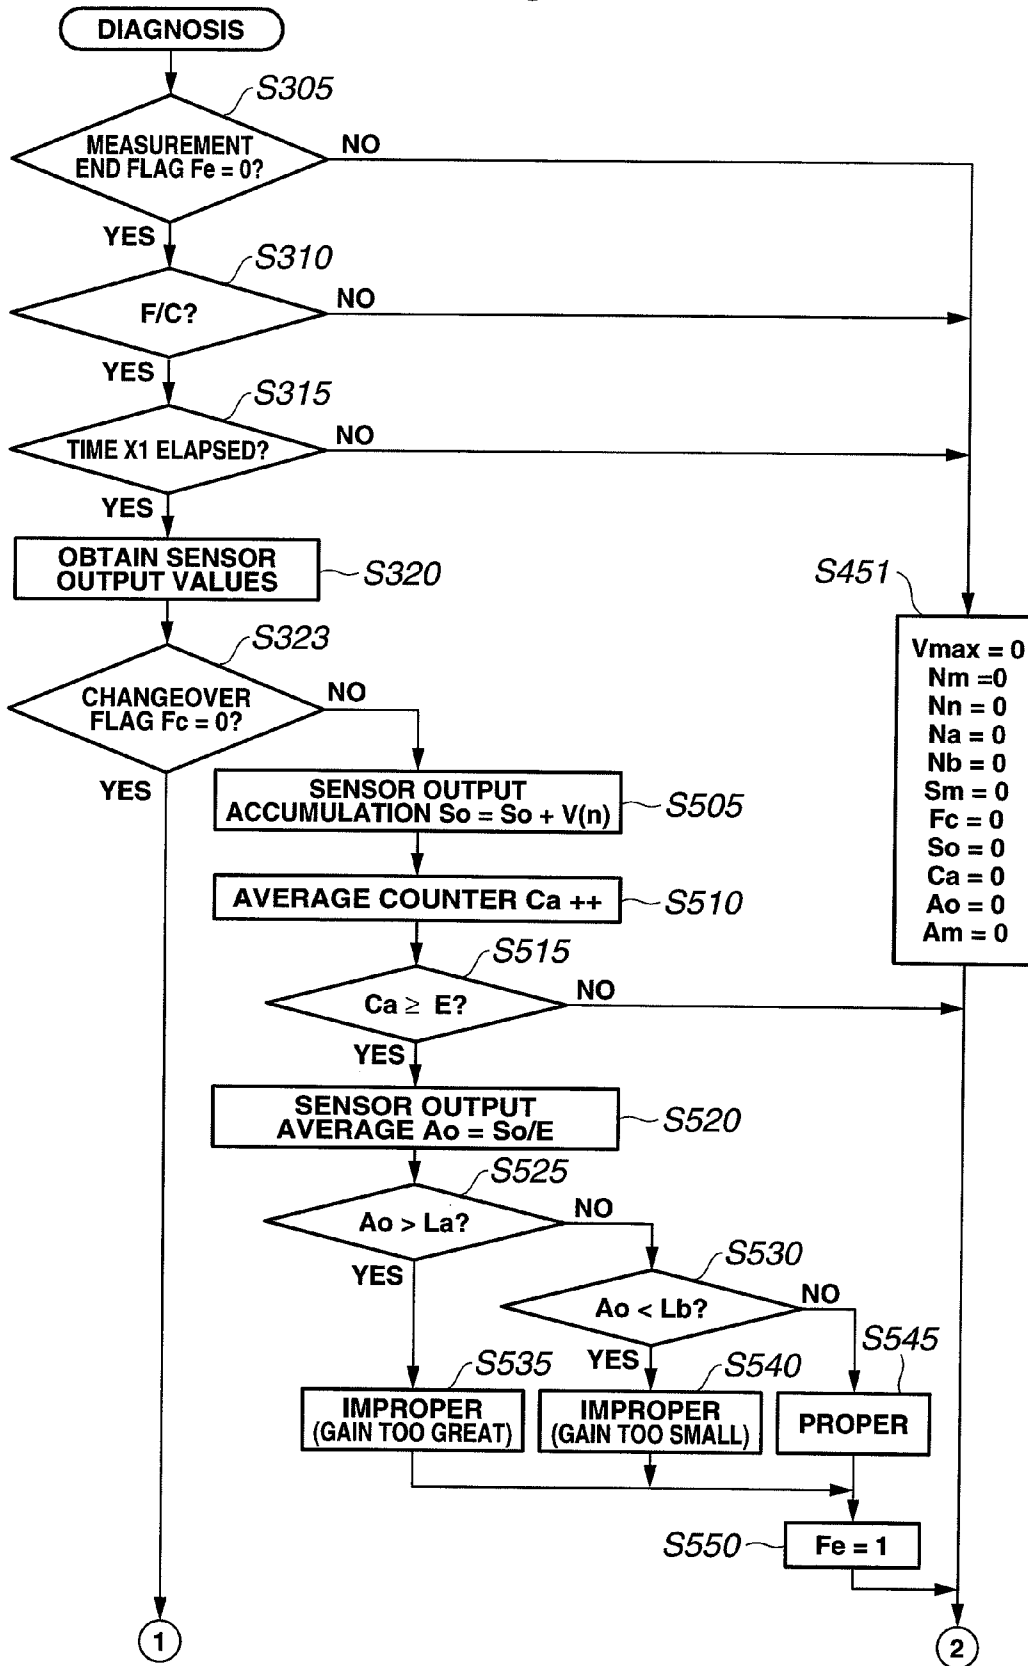 DIAGNOSIS
S305
MEASUREMENT
END FLAG Fe = 0?
NO
YES
S310
F/C?
NO
YES
S315
TIME X1 ELAPSED?
NO
YES
OBTAIN SENSOR
OUTPUT VALUES
S320
S451
Vmax = 0
Nm =0
Nn = 0
Na = 0
Nb = 0
Sm = 0
Fc = 0
So = 0
Ca = 0
Ao = 0
Am = 0
S323
CHANGEOVER
FLAG Fc = 0?
NO
YES
SENSOR OUTPUT
ACCUMULATION So = So + V(n)
S505
AVERAGE COUNTER Ca ++
S510
S515
Ca ≥ E?
NO
YES
SENSOR OUTPUT
AVERAGE Ao = So/E
S520
S525
Ao > La?
NO
YES
S530
Ao < Lb?
NO
YES
S535
IMPROPER
(GAIN TOO GREAT)
S540
IMPROPER
(GAIN TOO SMALL)
S545
PROPER
S550
Fe = 1
1
2